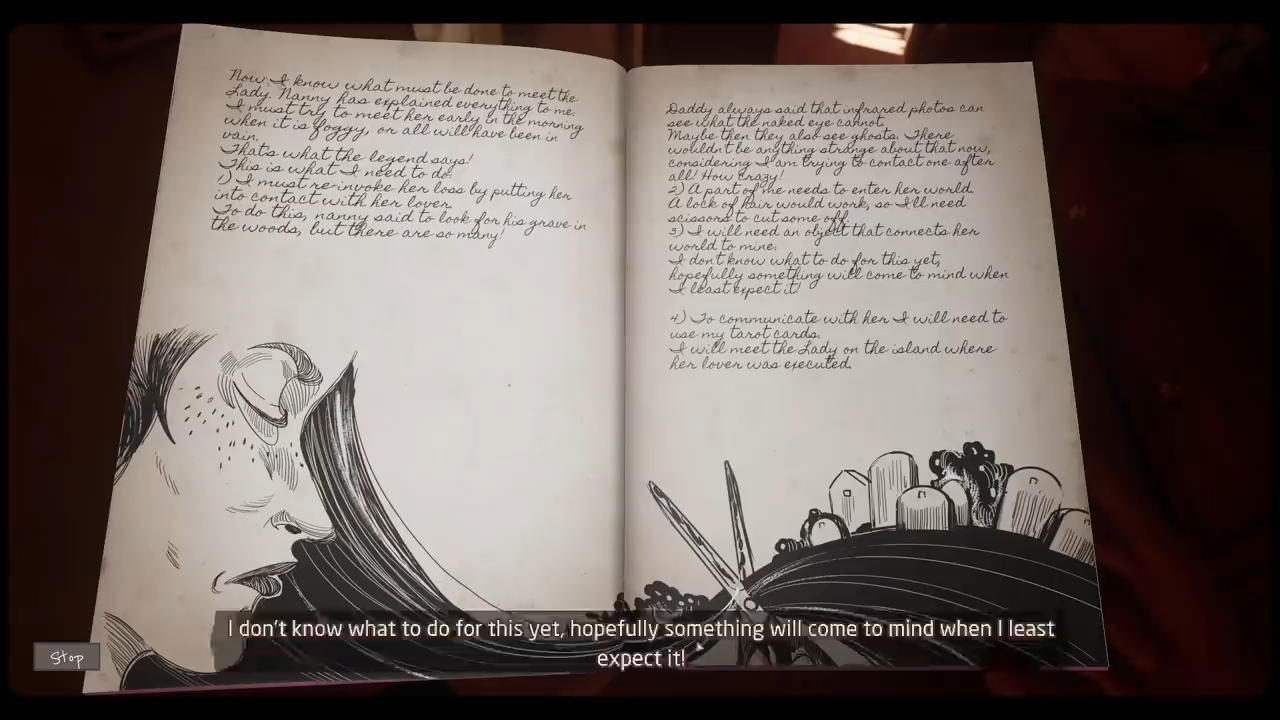 Now I know what must be done to meet the
Lady. Nanny has explained everything to me.
I must try to meet her early in the morning
when it is foggy, or all will have been in
vain.
That's what the legend says!
This is what I need to do:
1) I must re-invoke her loss by putting her
into contact with her lover.
To do this, nanny said to look for his grave in
the woods, but there are so many!
Daddy always said that infrared photos can
see what the naked eye cannot.
Maybe then they also see ghosts. There
wouldn't be anything strange about that now,
considering I am trying to contact one after
all! How crazy!
2) A part of me needs to enter her world.
A lock of hair would work, so I'll need
scissors to cut some off.
3) I will need an object that connects her
world to mine.
I don't know what to do for this yet,
hopefully something will come to mind when
I least expect it!
4) To communicate with her I will need to
use my tarot cards.
I will meet the Lady on the island where
her lover was executed.
I don't know what to do for this yet, hopefully something will come to mind when I least
expect it!
Stop